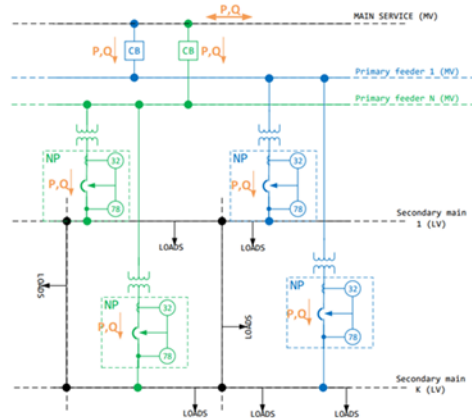 P,Q
MAIN SERVICE (MV)
P,Q
CB
CB
P,Q
Primary feeder 1 (MV)
Primary feeder N (MV)
NP
32
P,Q
78
NP
32
P,Q
78
Secondary main
1 (LV)
LOADS
LOADS
LOADS
NP
32
P,Q
78
LOADS
NP
32
P,Q
78
Secondary main
K (LV)
LOADS
LOADS
LOADS